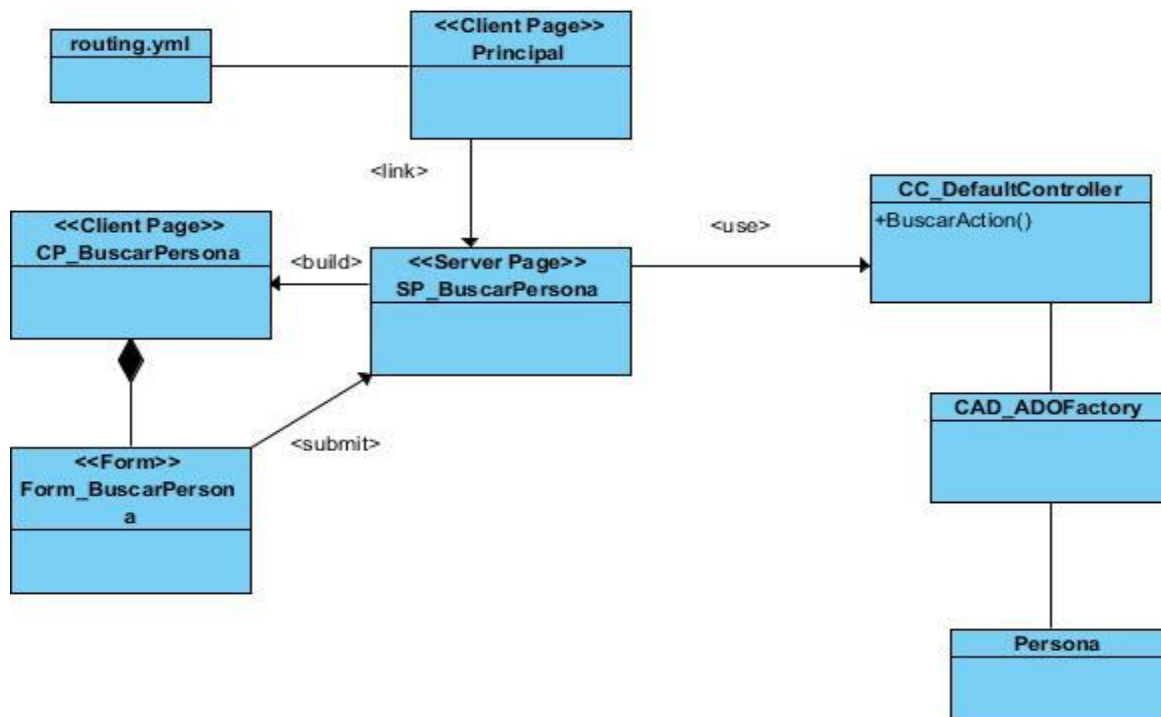 routing.yml
<<Client Page>>
Principal
<link>
<<Client Page>>
CP_BuscarPersona
<build>
<<Server Page>>
SP_BuscarPersona
<use>
CC_DefaultController
+BuscarAction()
<submit>
<<Form>>
Form_BuscarPerson
a
CAD_ADOFactory
Persona